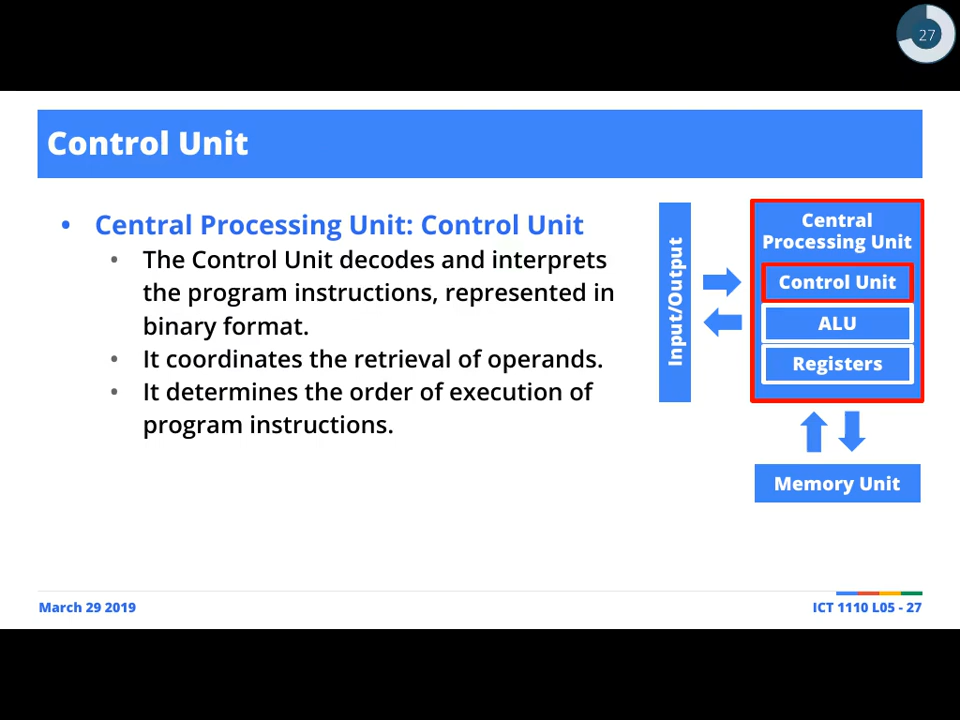 27
Control Unit
• Central Processing Unit: Control Unit
• The Control Unit decodes and interprets
the program instructions, represented in
binary format.
• It coordinates the retrieval of operands.
• It determines the order of execution of
program instructions.
Input/Output
Central
Processing Unit
Control Unit
ALU
Registers
Memory Unit
March 29 2019
ICT 1110 L05 - 27